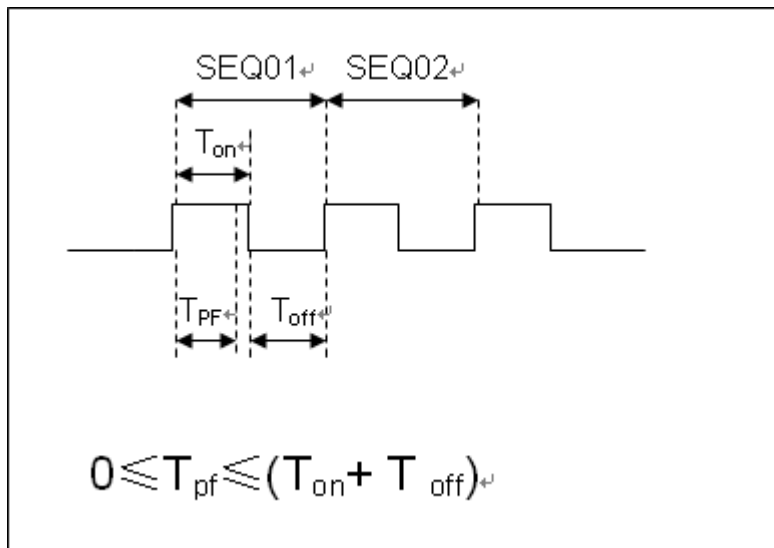 SEQ01↵ SEQ02↵
Ton↵
TPF↵ Toff↵
0≤Tpf≤(Ton+ T off)↵